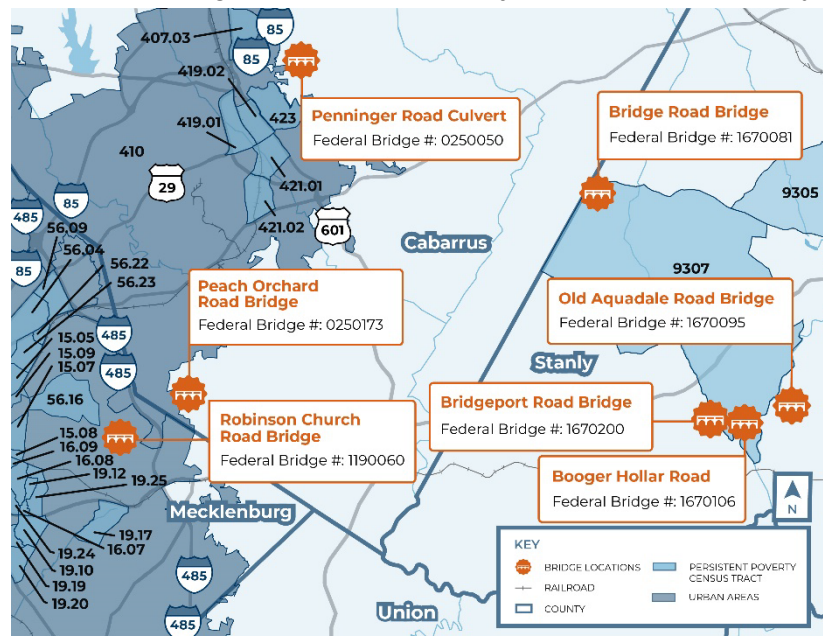 85
407.03
85
85
419.02
419.01
423
410
29
421.01
421.02
601
Penninger Road Culvert
Federal Bridge #: 0250050
Bridge Road Bridge
Federal Bridge #: 1670081
9305
9307
Cabarrus
485
85
56.09
56.04
56.22
56.23
85
Peach Orchard
Road Bridge
Federal Bridge #: 0250173
Old Aquadale Road Bridge
Federal Bridge #: 1670095
485
15.05
15.09
15.07
485
Stanly
56.16
Bridgeport Road Bridge
Federal Bridge #: 1670200
Robinson Church
Road Bridge
Federal Bridge #: 1190060
15.08
16.09
16.08
19.12
19.25
Booger Hollar Road
Federal Bridge #: 1670106
Mecklenburg
19.17
16.07
19.24
19.10
19.19
19.20
485
485
Union
N
KEY
BRIDGE LOCATIONS
RAILROAD
COUNTY
PERSISTENT POVERTY
CENSUS TRACT
URBAN AREAS